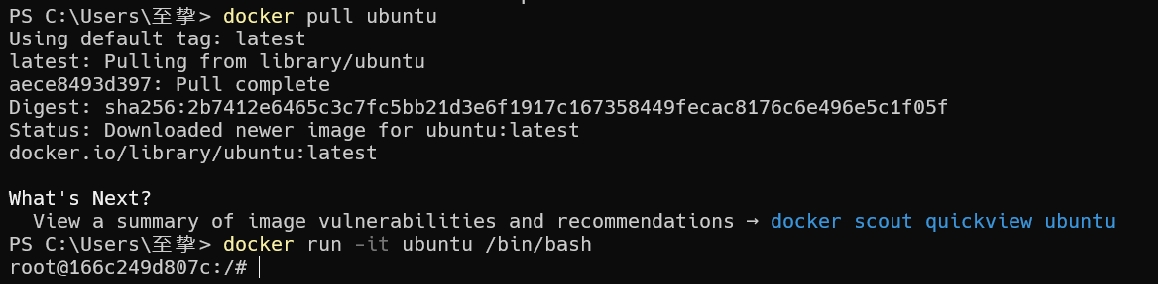 PS C:\Users\至挚> docker pull ubuntu
Using default tag: latest
latest: Pulling from library/ubuntu
aece8493d397: Pull complete
Digest: sha256:2b7412e6465c3c7fc5bb21d3e6f1917c167358449fecac8176c6e496e5c1f05f
Status: Downloaded newer image for ubuntu:latest
docker.io/library/ubuntu:latest
What's Next?
View a summary of image vulnerabilities and recommendations → docker scout quickview ubuntu
PS C:\Users\至挚> docker run -it ubuntu /bin/bash
root@166c249d807c:/#